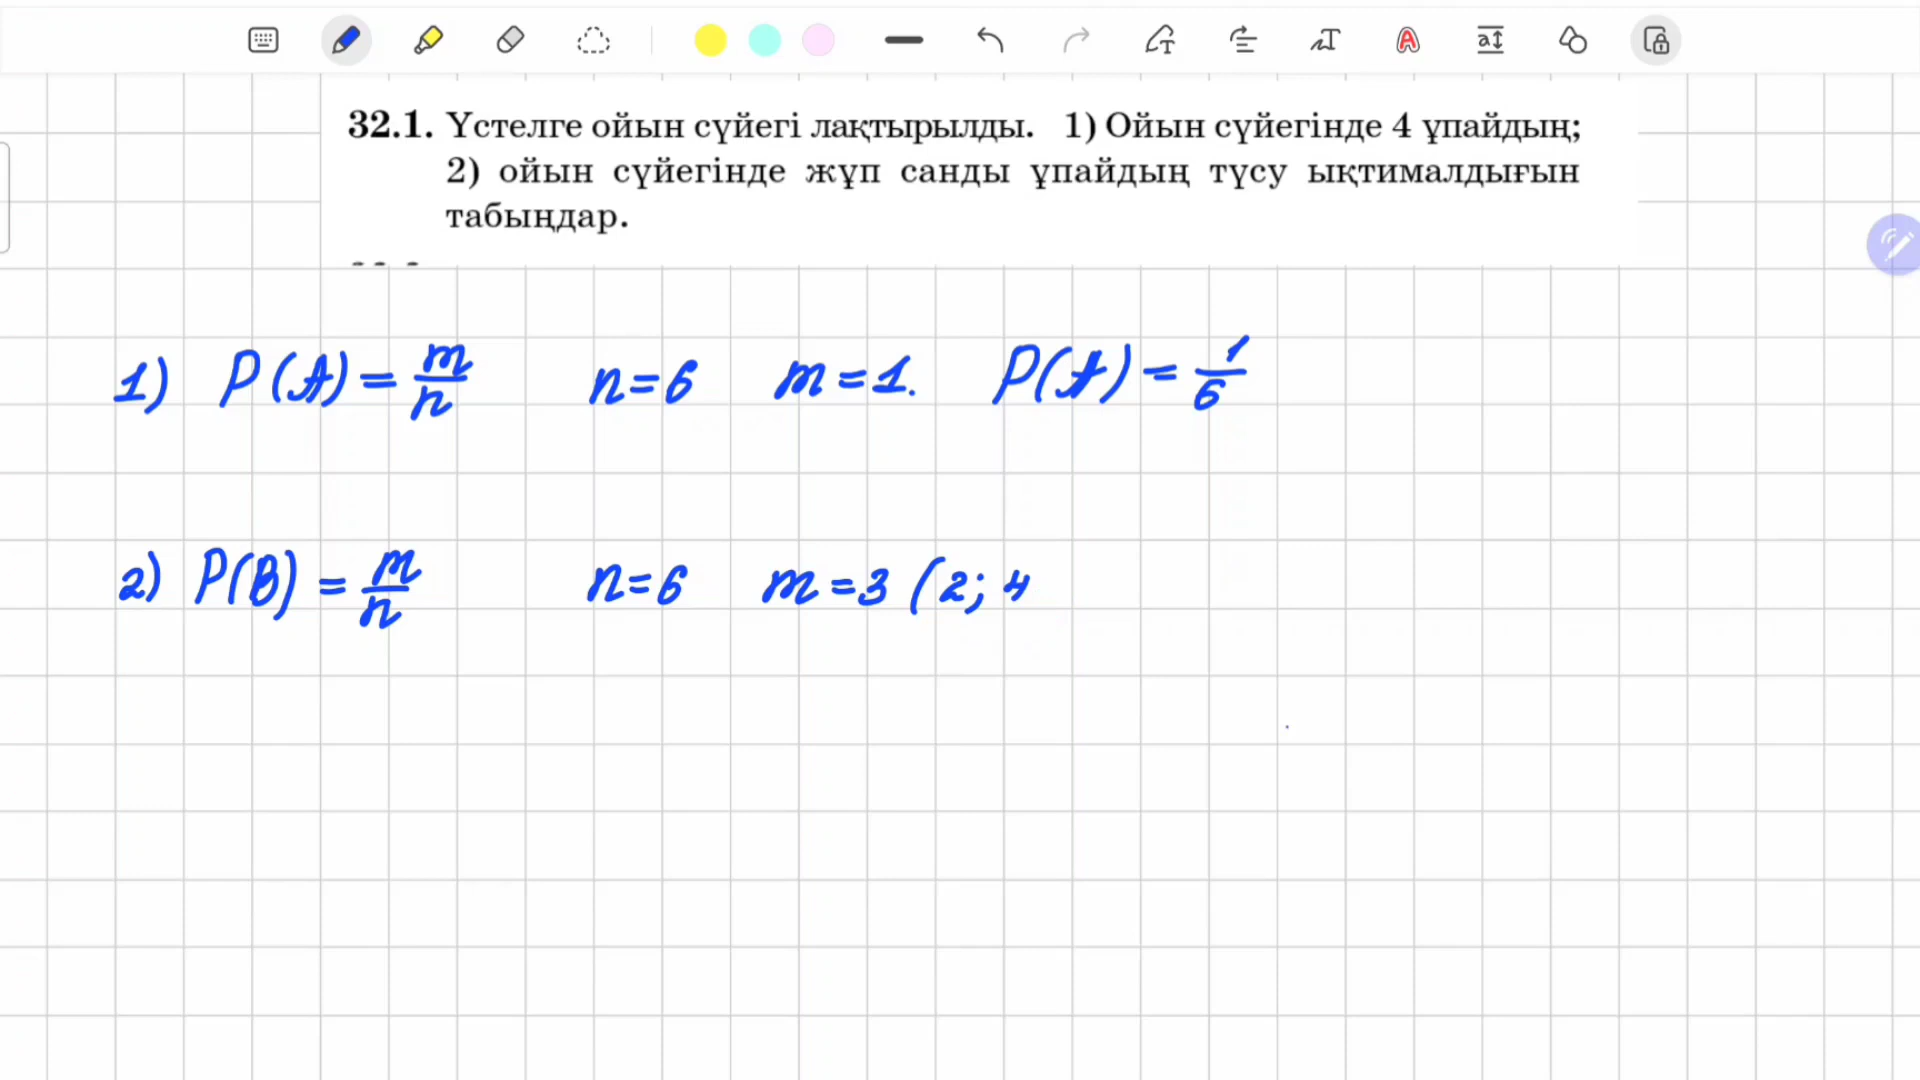 32.1. Үстелге ойын сүйегі лақтырылды. 1) Ойын сүйегінде 4 ұпайдың;
2) ойын сүйегінде жұп санды ұпайдың түсу ықтималдығын
табыңдар.
1) P(A) = m/n n=6 m=1. P(A) = 1/6
2) P(B) = m/n n=6 m=3 (2; 4